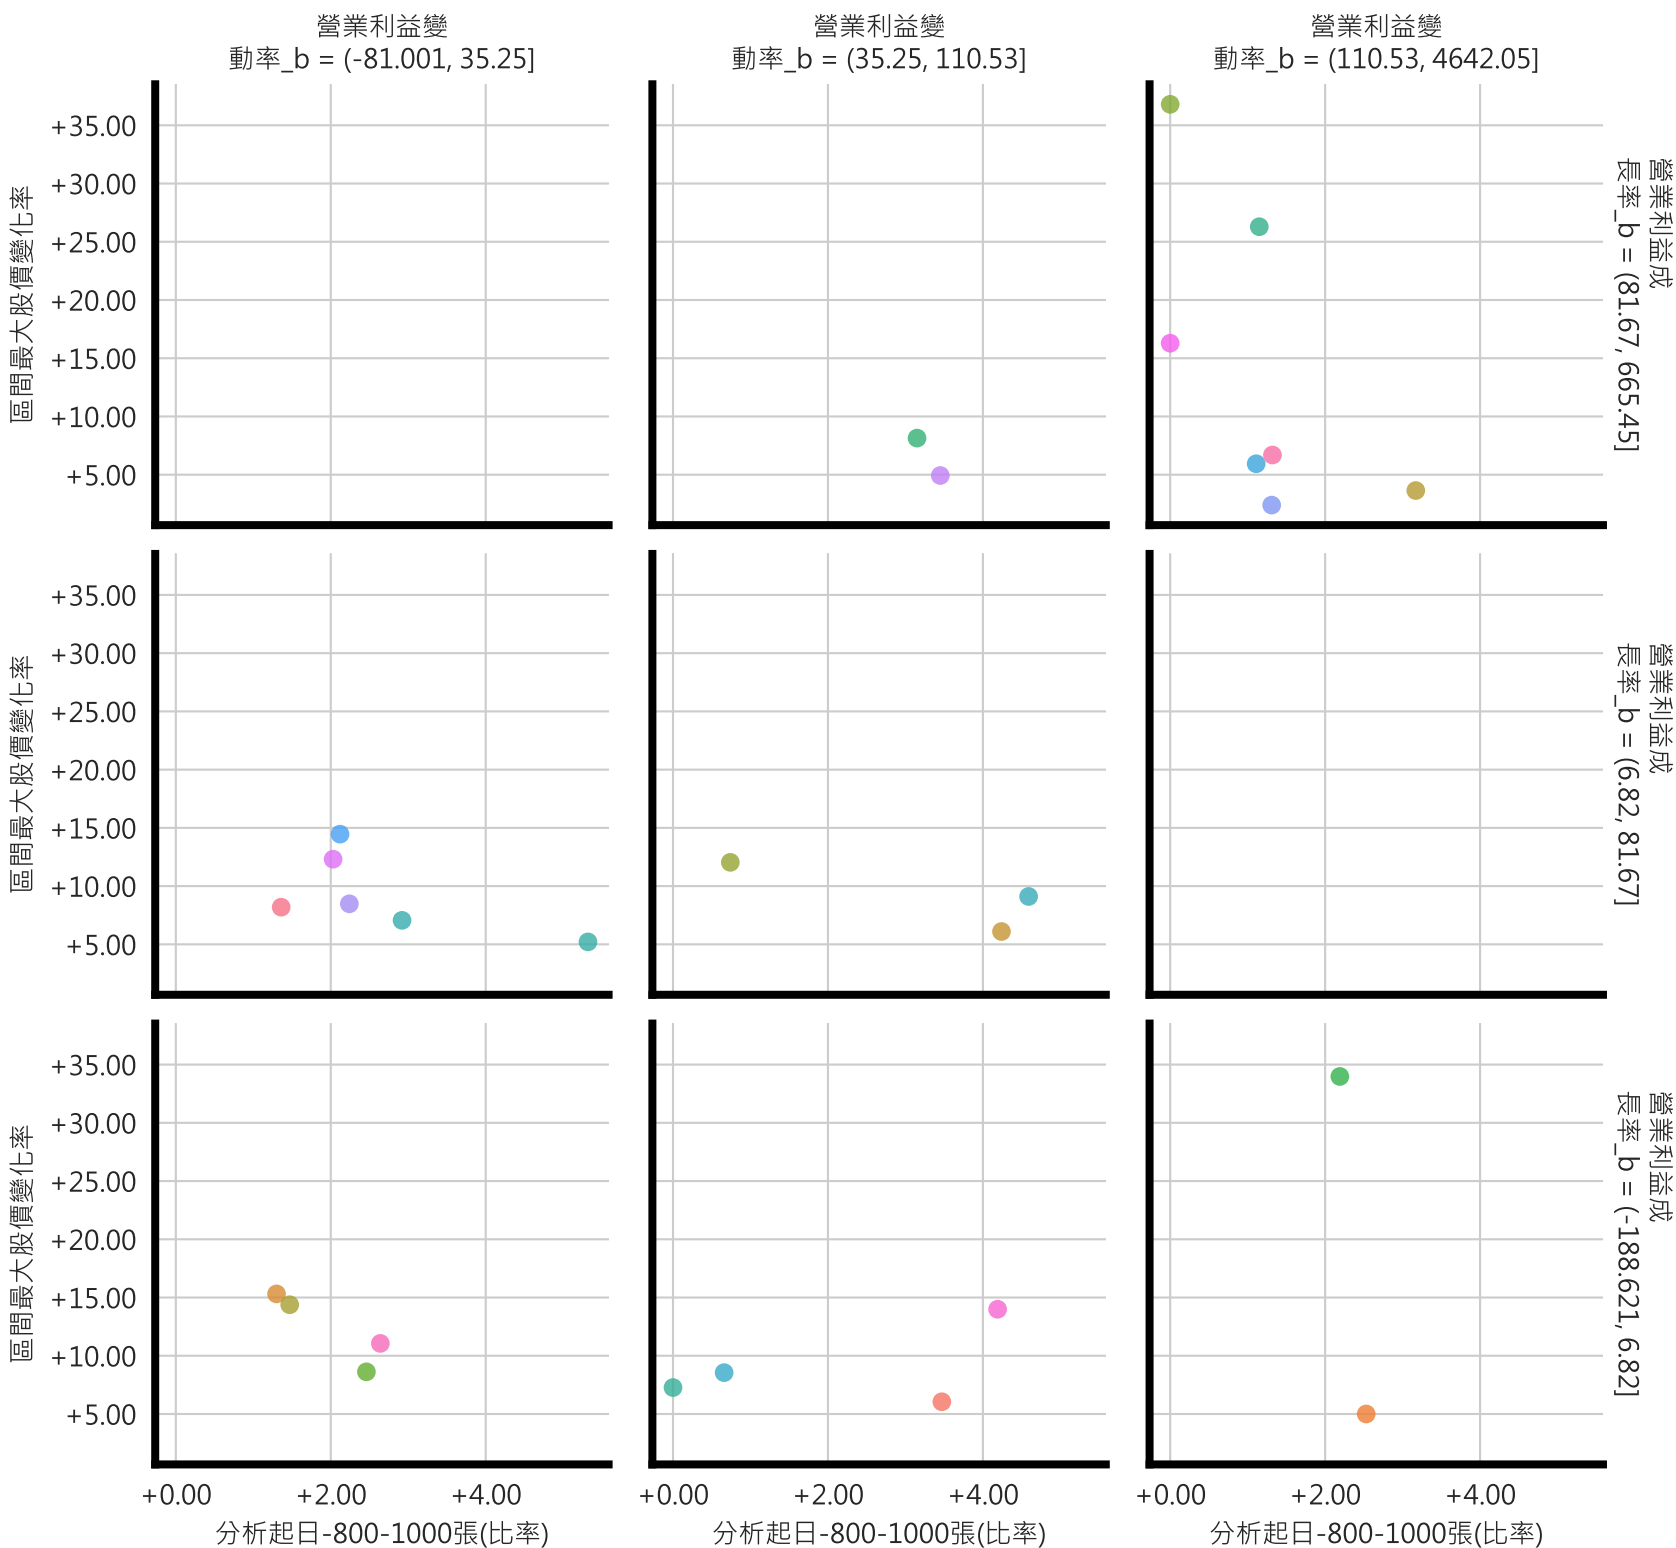 營業利益變
動率_b = (-81.001, 35.25]
營業利益變
動率_b = (35.25, 110.53]
營業利益變
動率_b = (110.53, 4642.05]
區間最大股價變化率
+35.00
+30.00
+25.00
+20.00
+15.00
+10.00
+5.00
營業利益成
長率_b = (81.67, 665.45]
區間最大股價變化率
+35.00
+30.00
+25.00
+20.00
+15.00
+10.00
+5.00
營業利益成
長率_b = (6.82, 81.67]
區間最大股價變化率
+35.00
+30.00
+25.00
+20.00
+15.00
+10.00
+5.00
營業利益成
長率_b = (-188.621, 6.82]
+0.00 +2.00 +4.00
+0.00 +2.00 +4.00
+0.00 +2.00 +4.00
分析起日-800-1000張(比率)
分析起日-800-1000張(比率)
分析起日-800-1000張(比率)